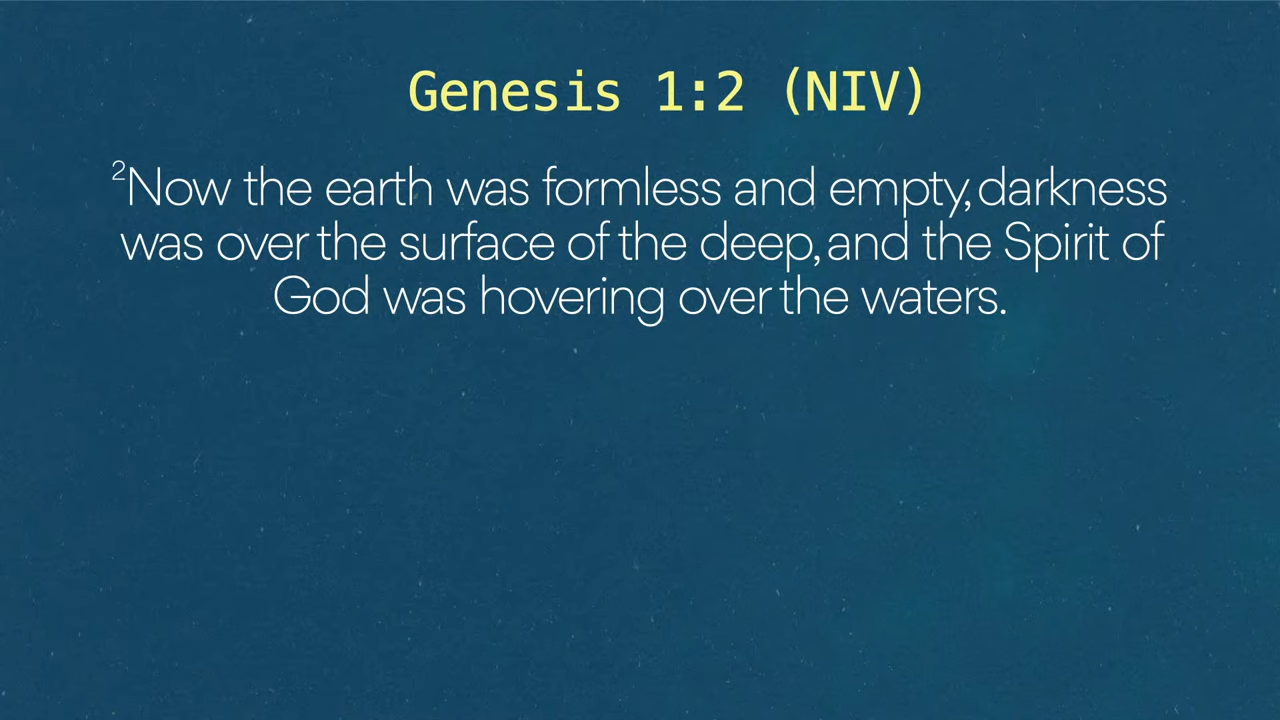 Genesis 1:2 (NIV)
²Now the earth was formless and empty, darkness
was over the surface of the deep, and the Spirit of
God was hovering over the waters.